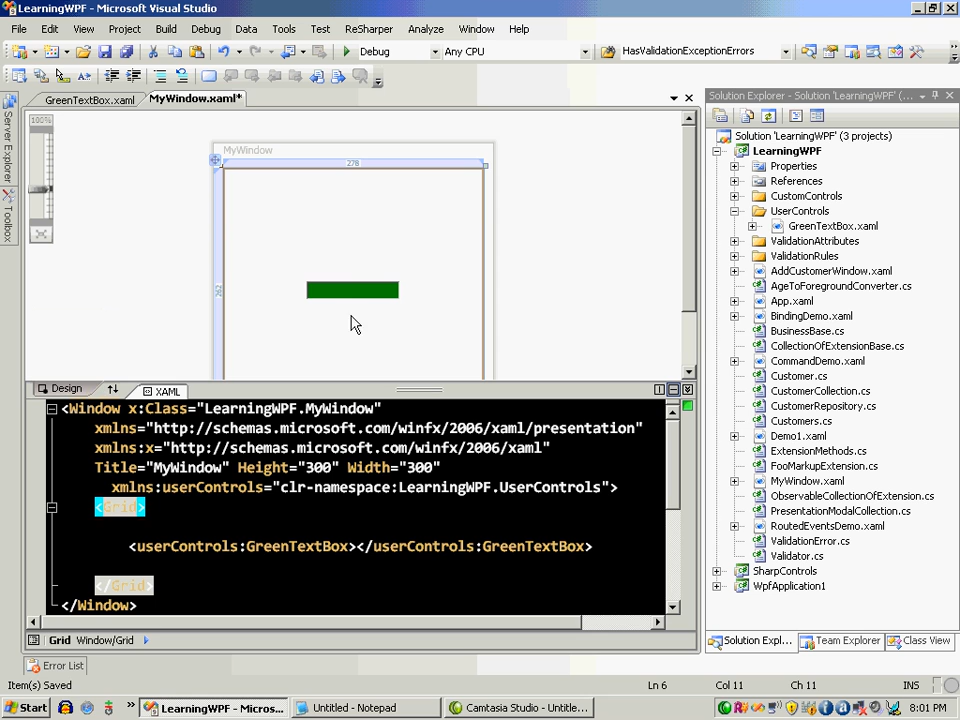 LearningWPF - Microsoft Visual Studio
File Edit View Project Build Debug Data Tools Test ReSharper Analyze Window Help
Debug Any CPU HasValidationExceptionErrors
GreenTextBox.xaml MyWindow.xaml*
Server Explorer
Toolbox
100%
MyWindow
278
262
Design XAML
<Window x:Class="LearningWPF.MyWindow"
xmlns="http://schemas.microsoft.com/winfx/2006/xaml/presentation"
xmlns:x="http://schemas.microsoft.com/winfx/2006/xaml"
Title="MyWindow" Height="300" Width="300"
xmlns:userControls="clr-namespace:LearningWPF.UserControls">
<Grid>
<userControls:GreenTextBox></userControls:GreenTextBox>
</Grid>
</Window>
Grid Window/Grid
Solution Explorer - Solution 'LearningWPF' (...
Solution 'LearningWPF' (3 projects)
LearningWPF
Properties
References
CustomControls
UserControls
GreenTextBox.xaml
ValidationAttributes
ValidationRules
AddCustomerWindow.xaml
AgeToForegroundConverter.cs
App.xaml
BindingDemo.xaml
BusinessBase.cs
CollectionOfExtensionBase.cs
CommandDemo.xaml
Customer.cs
CustomerCollection.cs
CustomerRepository.cs
Customers.cs
Demo1.xaml
ExtensionMethods.cs
FooMarkupExtension.cs
MyWindow.xaml
ObservableCollectionOfExtension.cs
PresentationModalCollection.cs
RoutedEventsDemo.xaml
ValidationError.cs
Validator.cs
SharpControls
WpfApplication1
Solution Expl... Team Explorer Class View
Error List
Item(s) Saved Ln 6 Col 11 Ch 11 INS
Start LearningWPF - Micros... Untitled - Notepad Camtasia Studio - Untitle... 8:01 PM